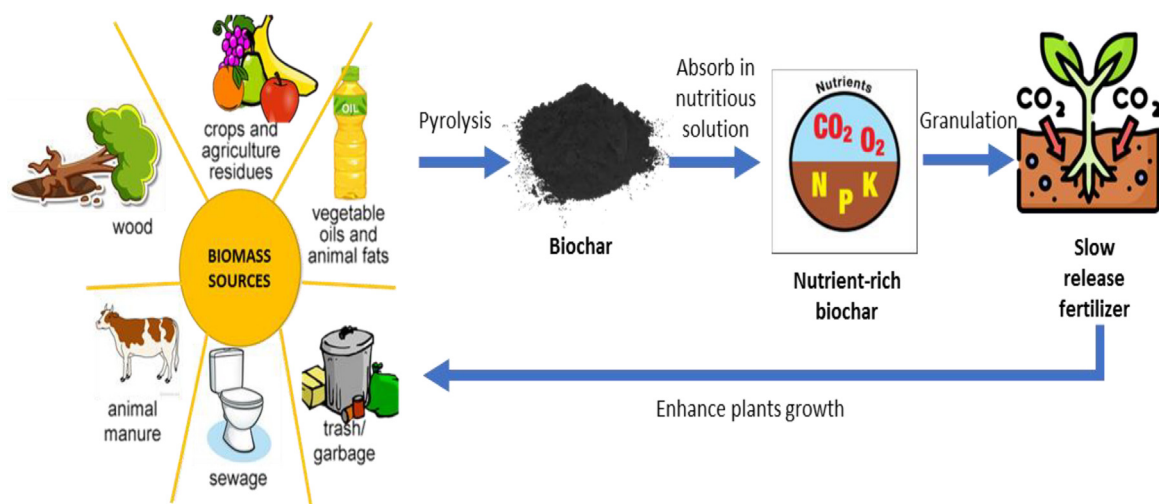 crops and
agriculture
residues
OIL
wood
vegetable
oils and
animal fats
BIOMASS
SOURCES
animal
manure
sewage
trash/
garbage
Pyrolysis
Biochar
Absorb in
nutritious
solution
Nutrients
CO2 O2
N P K
Nutrient-rich
biochar
Granulation
CO2 CO2
Slow
release
fertilizer
Enhance plants growth